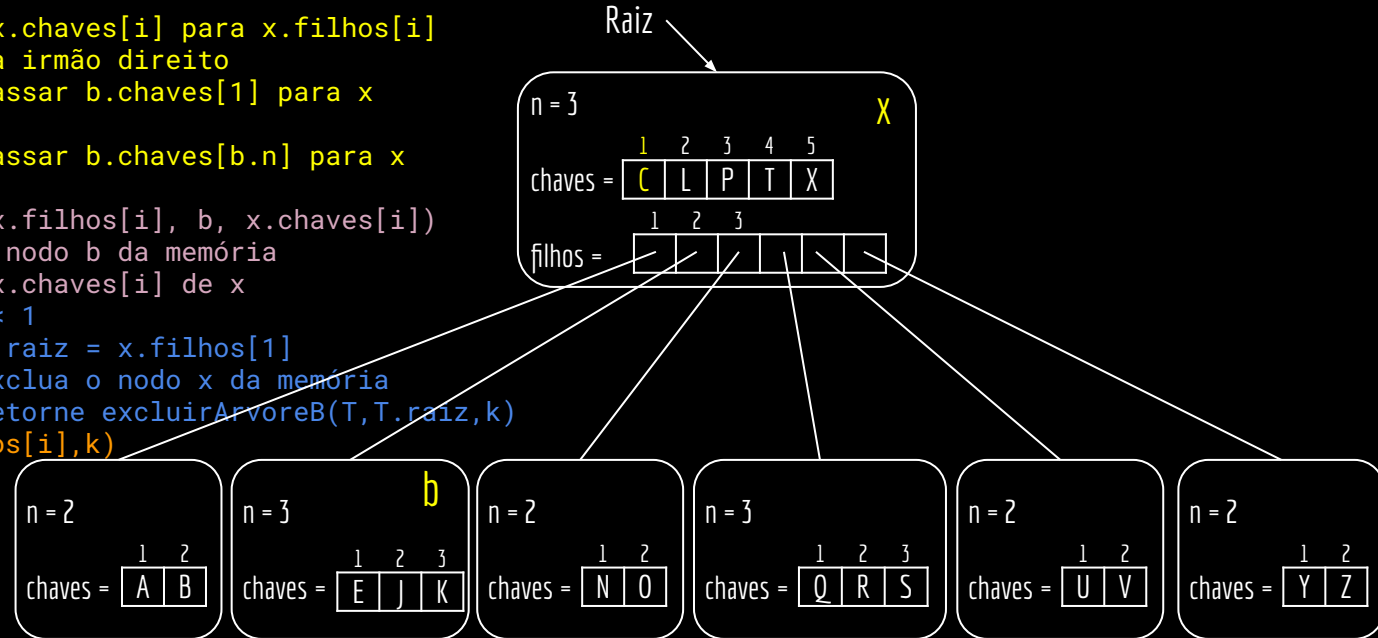 x.chaves[i] para x.filhos[i]
a irmão direito
assar b.chaves[1] para x
assar b.chaves[b.n] para x
x.filhos[i], b, x.chaves[i])
nodo b da memória
x.chaves[i] de x
< 1
raiz = x.filhos[1]
xclua o nodo x da memória
etorne excluirArvoreB(T,T.raiz,k)
os[i],k)
Raiz
n = 3
X
1 2 3 4 5
chaves = C L P T X
1 2 3
filhos =
n = 2
1 2
chaves = A B
b
n = 3
1 2 3
chaves = E J K
n = 2
1 2
chaves = N O
n = 3
1 2 3
chaves = Q R S
n = 2
1 2
chaves = U V
n = 2
1 2
chaves = Y Z